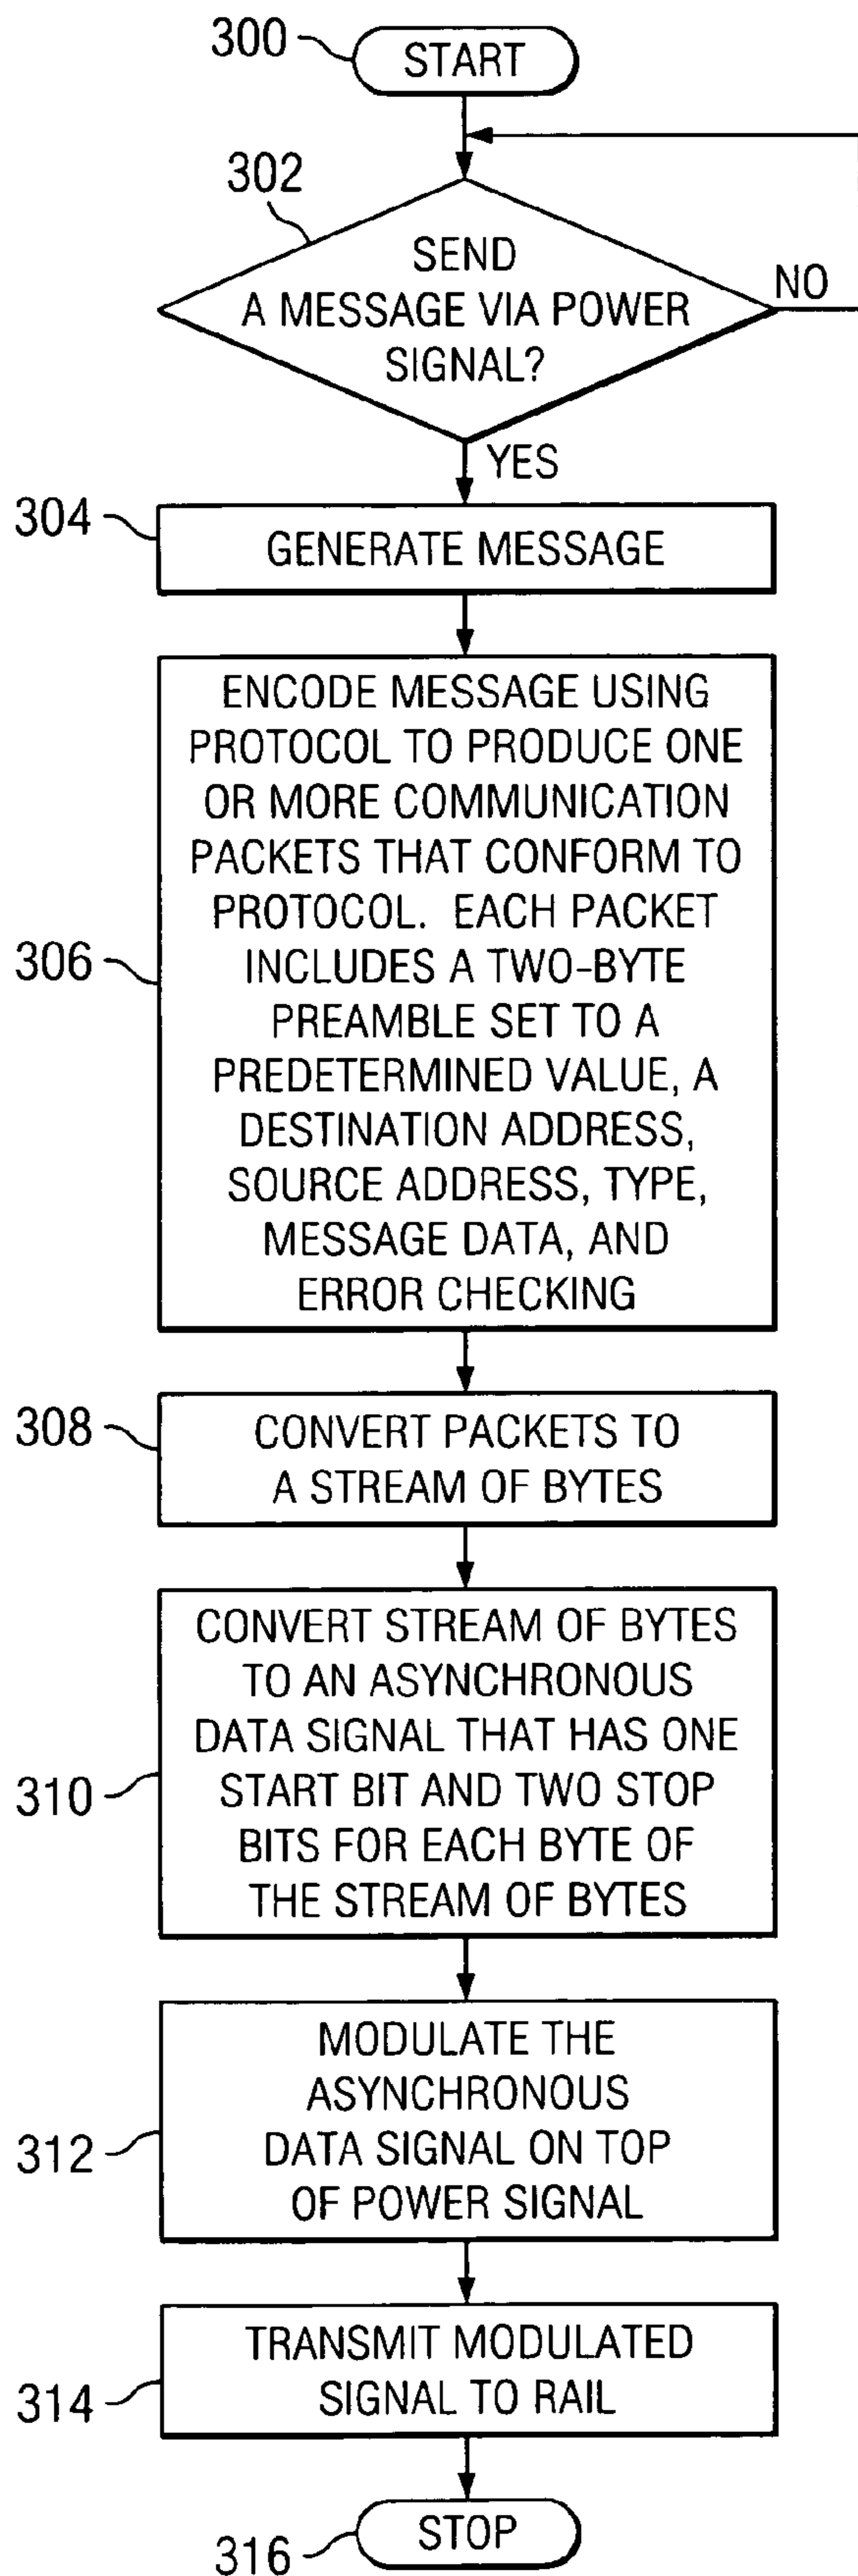 300
START
302
SEND
A MESSAGE VIA POWER
SIGNAL?
NO
YES
304
GENERATE MESSAGE
306
ENCODE MESSAGE USING
PROTOCOL TO PRODUCE ONE
OR MORE COMMUNICATION
PACKETS THAT CONFORM TO
PROTOCOL. EACH PACKET
INCLUDES A TWO-BYTE
PREAMBLE SET TO A
PREDETERMINED VALUE, A
DESTINATION ADDRESS,
SOURCE ADDRESS, TYPE,
MESSAGE DATA, AND
ERROR CHECKING
308
CONVERT PACKETS TO
A STREAM OF BYTES
310
CONVERT STREAM OF BYTES
TO AN ASYNCHRONOUS
DATA SIGNAL THAT HAS ONE
START BIT AND TWO STOP
BITS FOR EACH BYTE OF
THE STREAM OF BYTES
312
MODULATE THE
ASYNCHRONOUS
DATA SIGNAL ON TOP
OF POWER SIGNAL
314
TRANSMIT MODULATED
SIGNAL TO RAIL
316
STOP